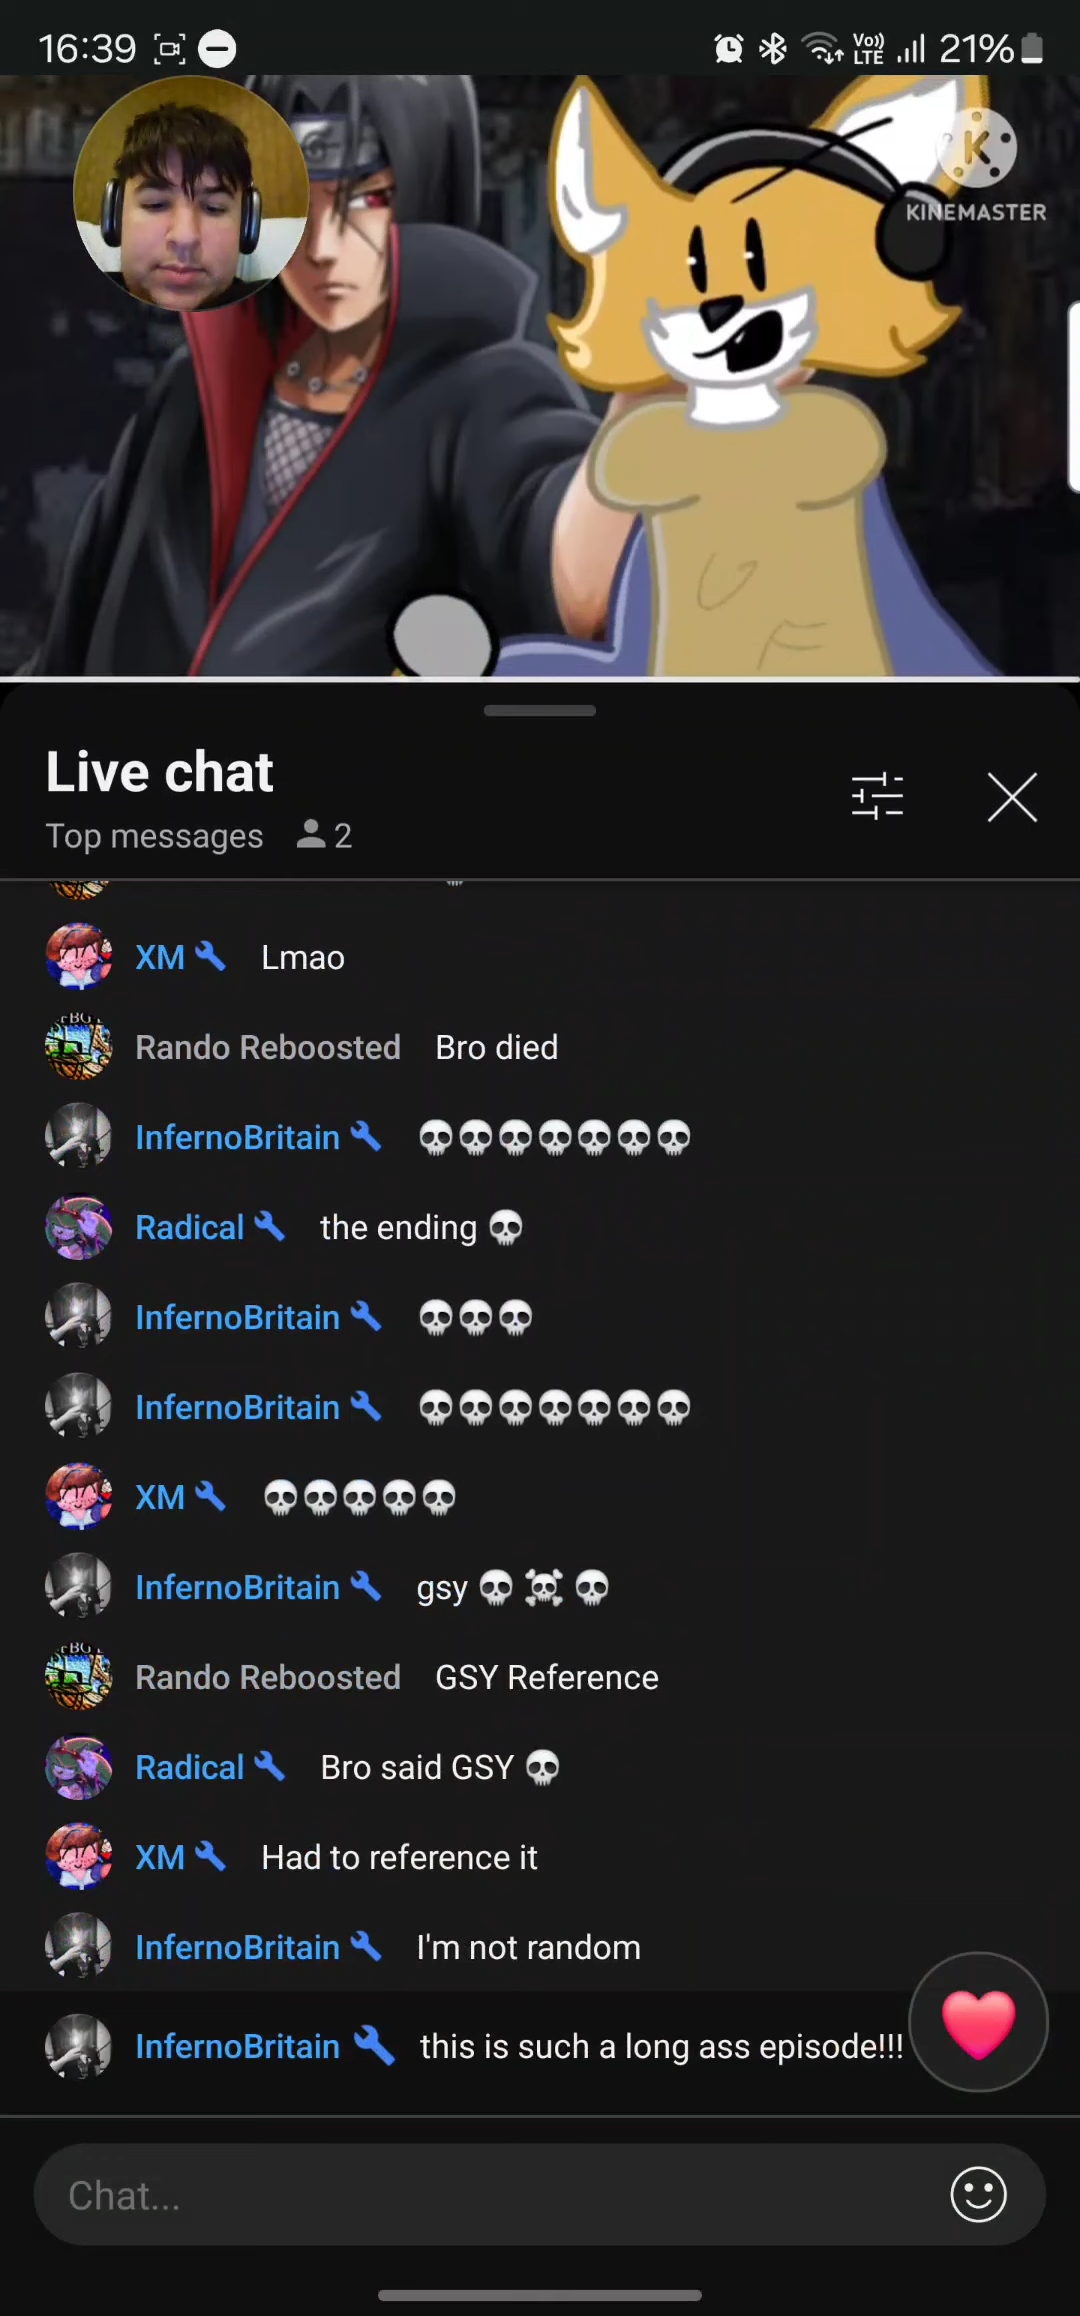 16:39
Vo))
LTE
21%
K
KINEMASTER
Live chat
Top messages 2
XM Lmao
Rando Reboosted Bro died
InfernoBritain 💀💀💀💀💀💀💀
Radical the ending 💀
InfernoBritain 💀💀💀
InfernoBritain 💀💀💀💀💀💀💀
XM 💀💀💀💀💀
InfernoBritain gsy 💀☠️💀
Rando Reboosted GSY Reference
Radical Bro said GSY 💀
XM Had to reference it
InfernoBritain I'm not random
InfernoBritain this is such a long ass episode!!!
Chat...